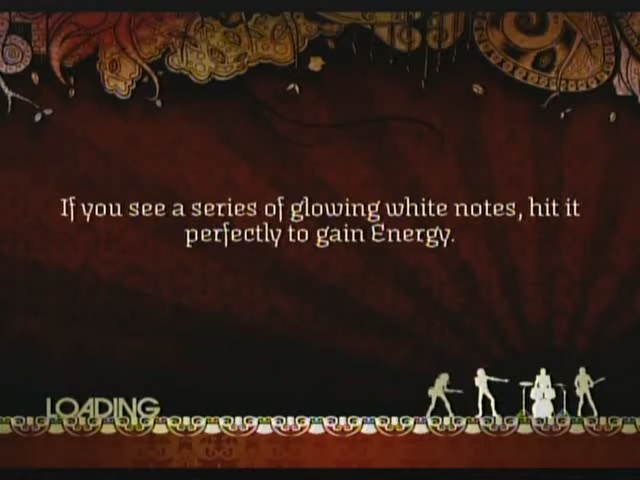 If you see a series of glowing white notes, hit it
perfectly to gain Energy.
LOADING